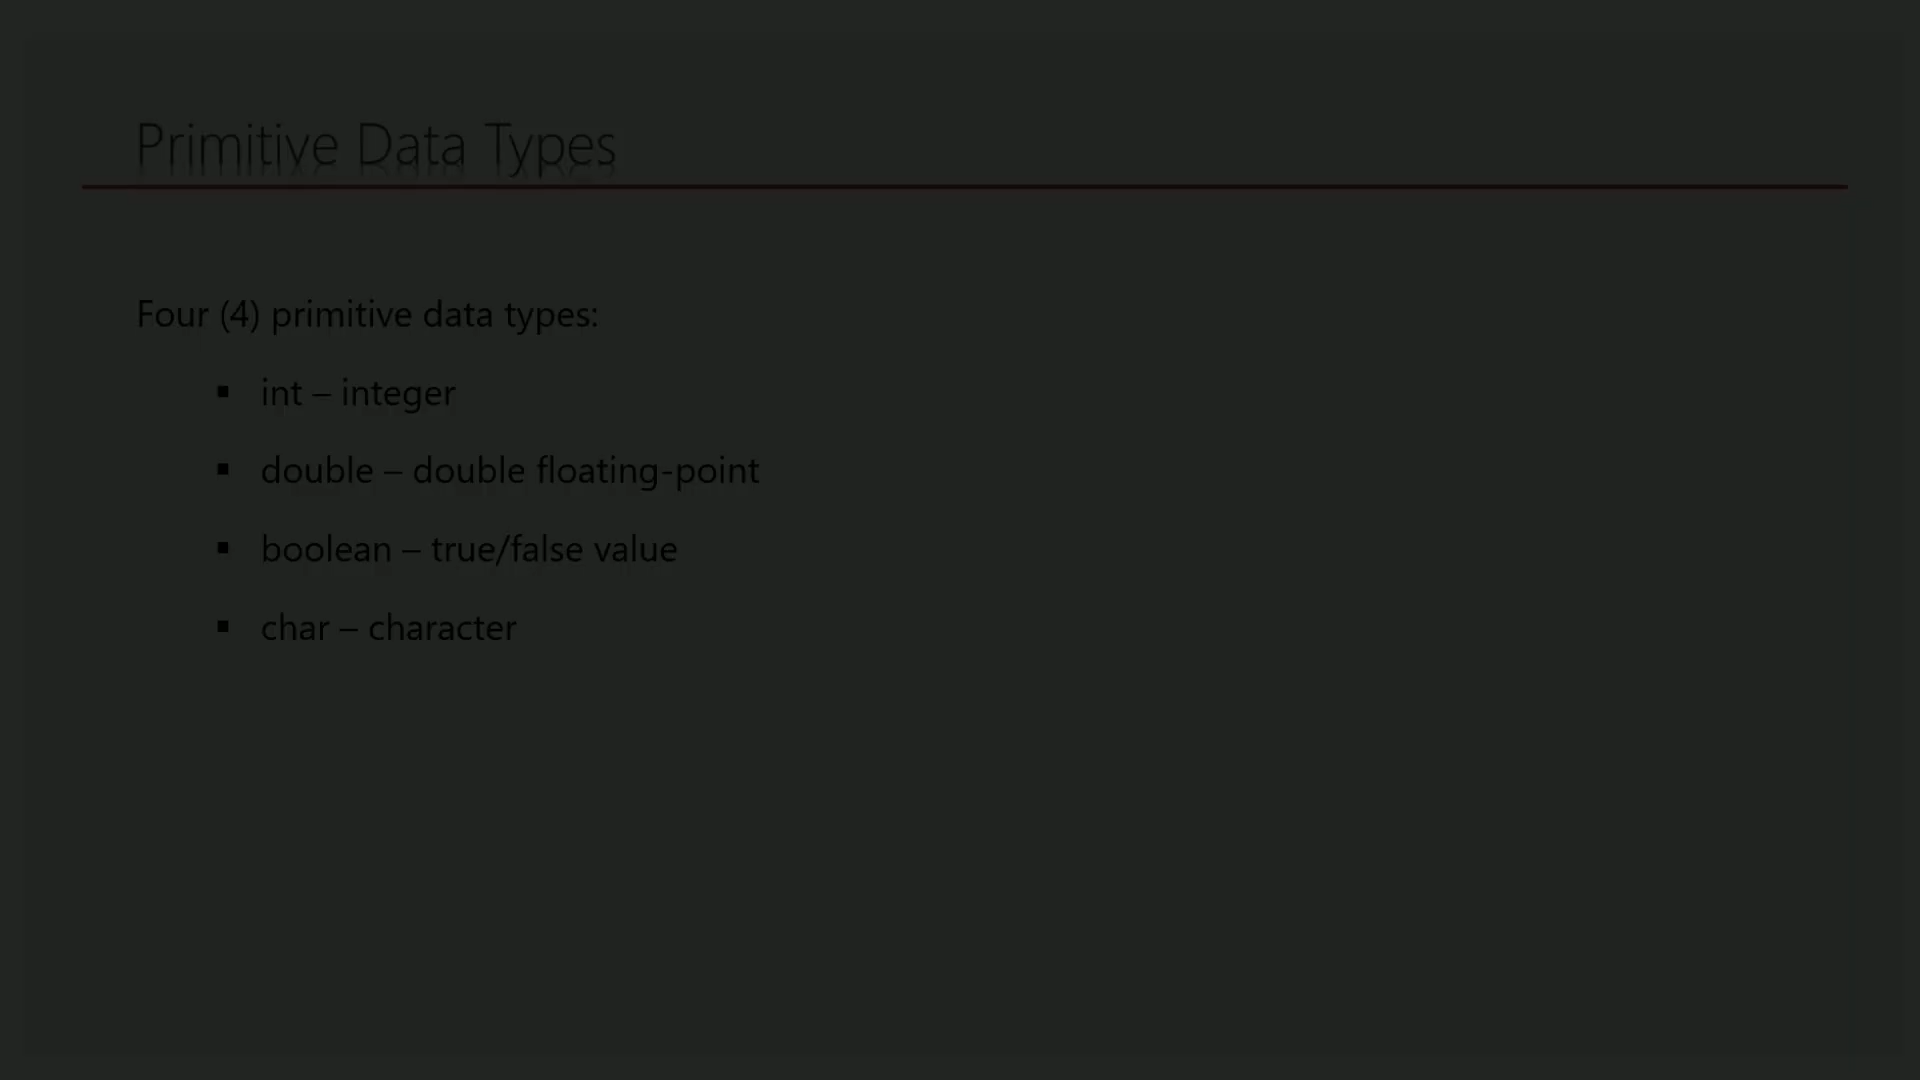 Primitive Data Types
Four (4) primitive data types:
▪ int – integer
▪ double – double floating-point
▪ boolean – true/false value
▪ char – character